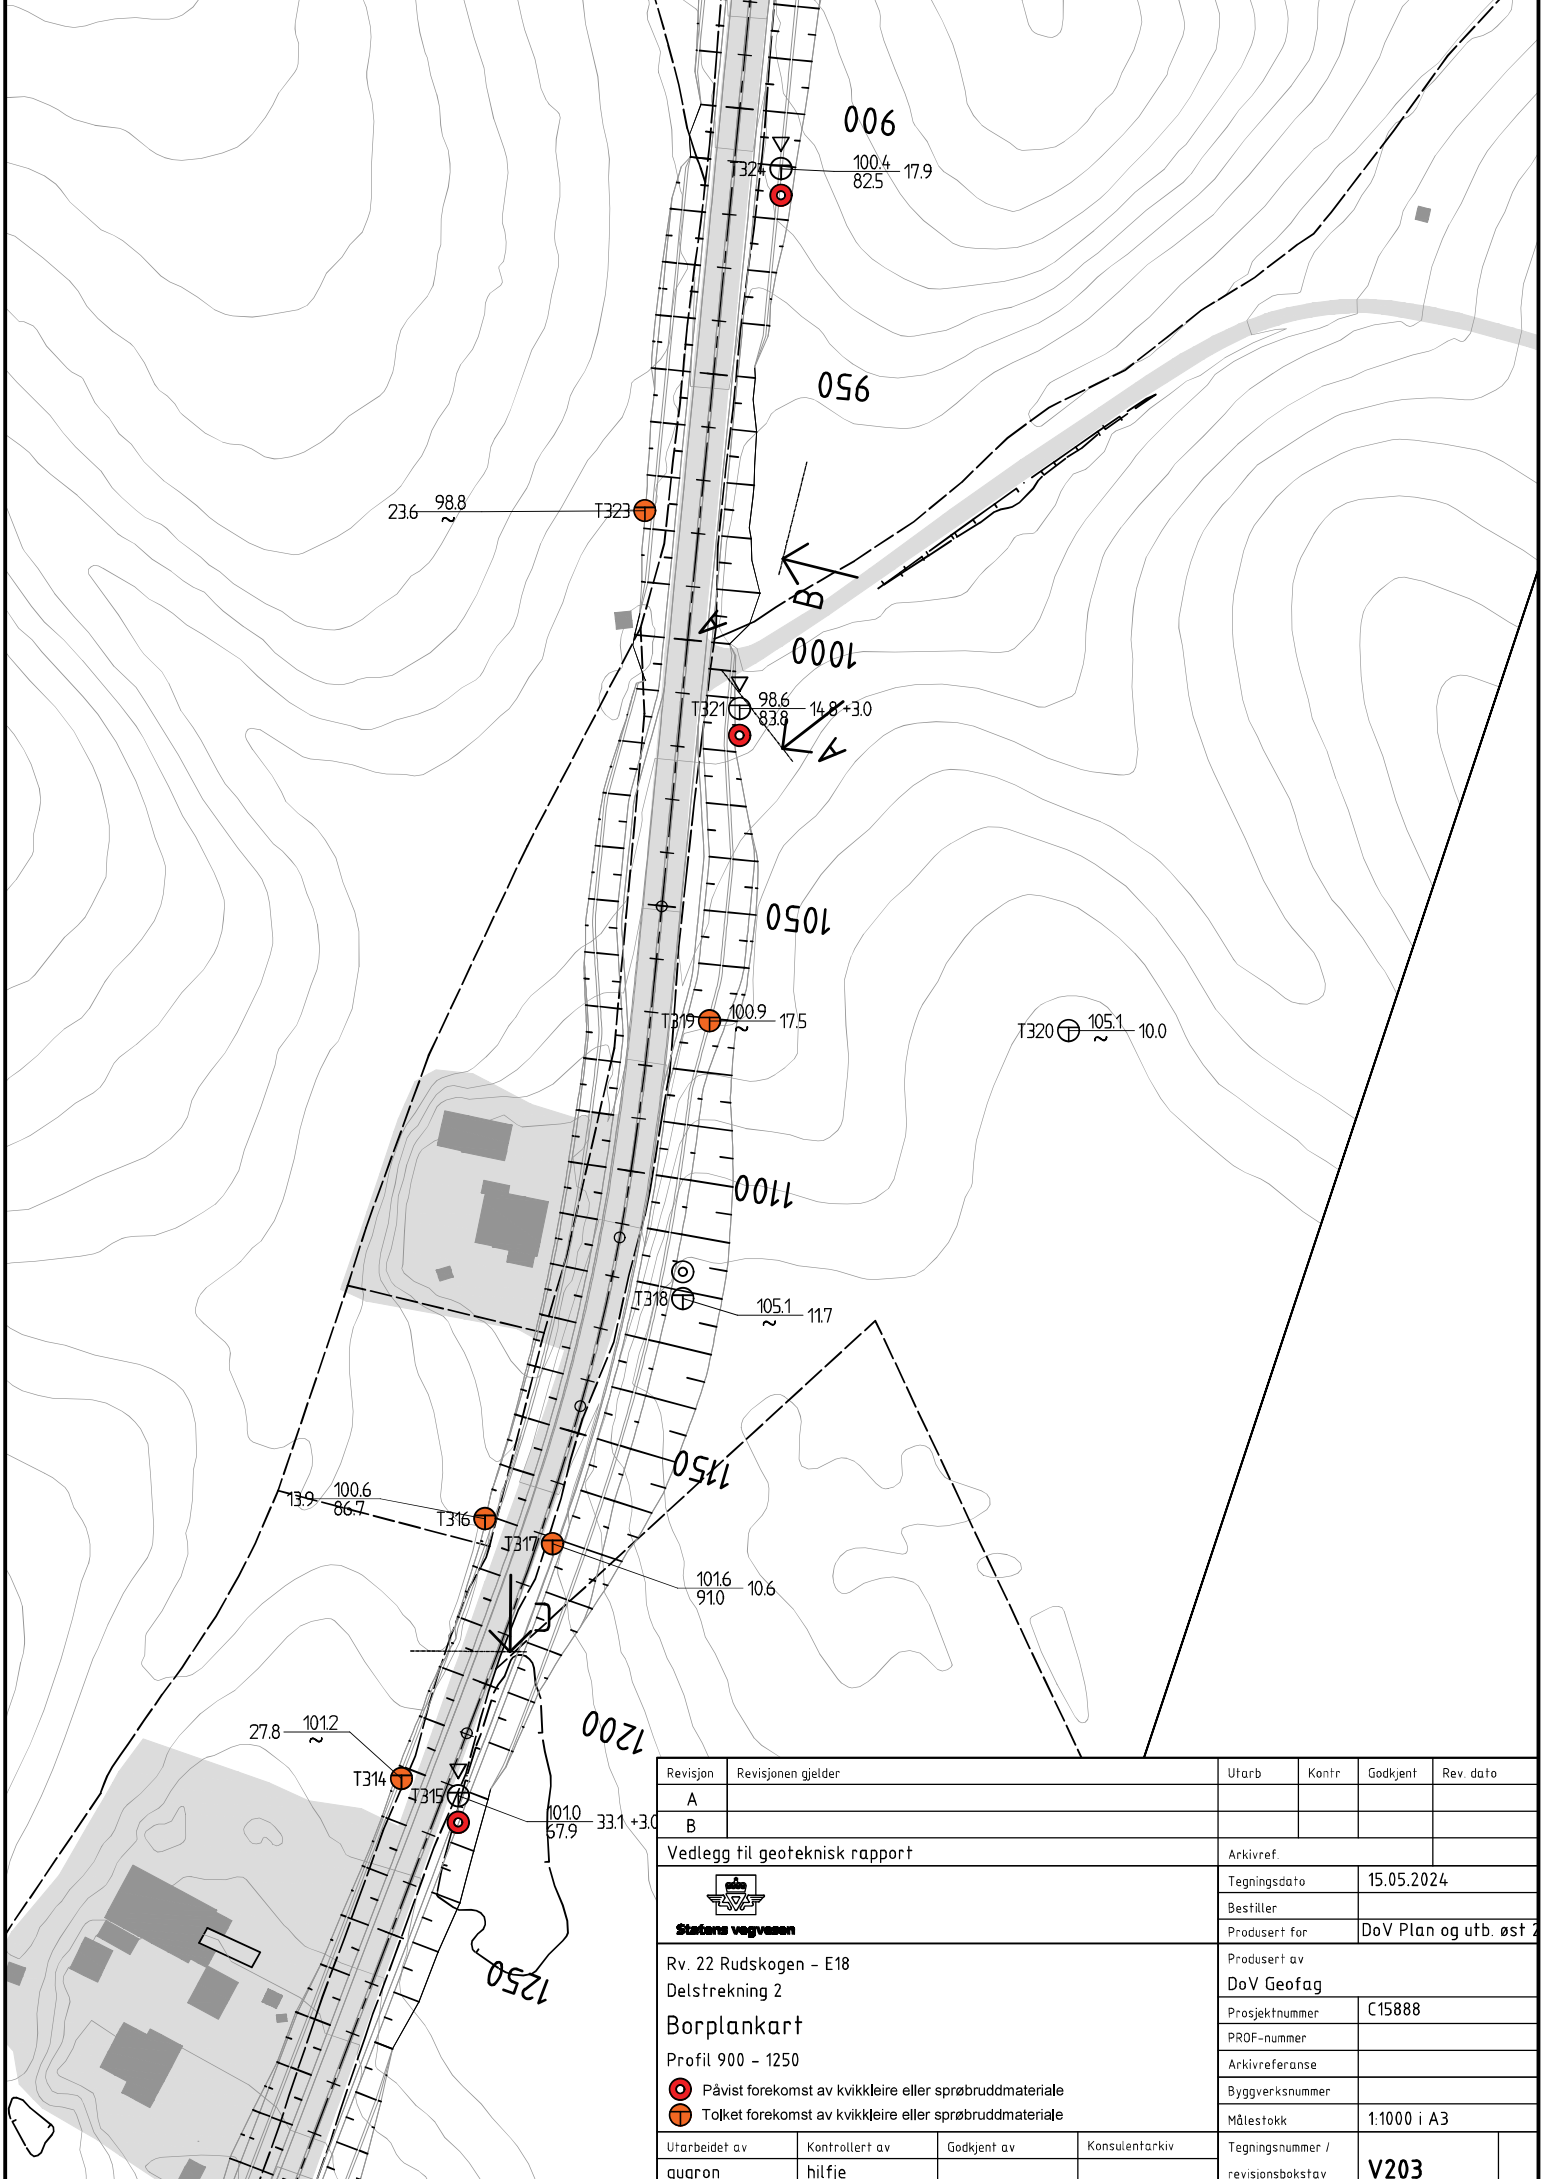 900
T324 100.4 17.9
82.5
950
23.6 98.8 T323
~
B
A
1000
T321 98.6 14.8 +3.0
83.8
A
1050
T319 100.9 17.5
~
T320 105.1 10.0
~
1100
T318 105.1 11.7
~
1150
13.9 100.6 T316
86.7
T317
101.6 10.6
91.0
C
1200
27.8 101.2
~
T314
T315
101.0 33.1 +3.0
67.9
1250
Revisjon Revisjonen gjelder Utarb Kontr Godkjent Rev. dato
A
B
Vedlegg til geoteknisk rapport Arkivref.
Statens vegvesen
Tegningsdato 15.05.2024
Bestiller
Produsert for DoV Plan og utb. øst 2
Rv. 22 Rudskogen - E18
Delstrekning 2
Borplankart
Profil 900 - 1250
Påvist forekomst av kvikkleire eller sprøbruddmateriale
Tolket forekomst av kvikkleire eller sprøbruddmateriale
Produsert av
DoV Geofag
Prosjektnummer C15888
PROF-nummer
Arkivreferanse
Byggverksnummer
Målestokk 1:1000 i A3
Utarbeidet av Kontrollert av Godkjent av Konsulentarkiv
guqron hilfje
Tegningsnummer /
revisjonsbokstav V203